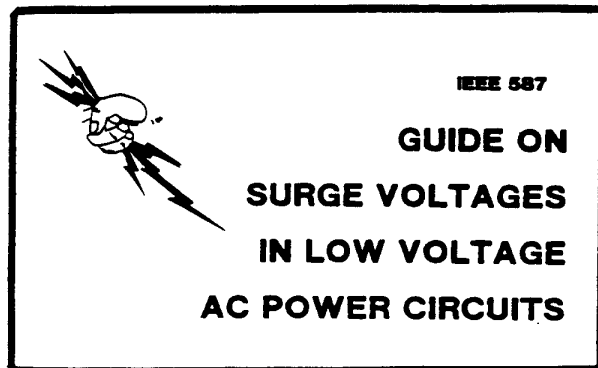 IEEE 587
GUIDE ON
SURGE VOLTAGES
IN LOW VOLTAGE
AC POWER CIRCUITS